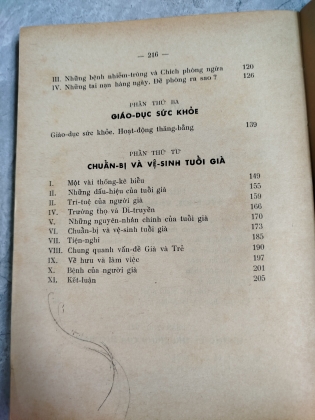 — 216 —
III. Những bệnh nhiễm-trùng và Chích phòng ngừa 120
IV. Những tai nạn hàng ngày. Đề phòng ra sao ? 126
PHẦN THỨ BA
GIÁO-DỤC SỨC KHỎE
Giáo-dục sức khỏe. Hoạt-động thăng-bằng 139
PHẦN THỨ TƯ
CHUẨN-BỊ VÀ VỆ-SINH TUỔI GIÀ
I. Một vài thống-kê biểu 149
II. Những dấu-hiệu của tuổi già 155
II. Trí-tuệ của người già 159
IV. Trường thọ và Di-truyền 166
V. Những nguyên-nhân chính của tuổi già 170
VI. Chuẩn-bị và vệ-sinh tuổi già 173
VII. Tiện-nghi 185
VIII. Chung quanh vấn-đề Già và Trẻ 190
IX. Về hưu và làm việc 197
X. Bệnh của người già 201
XI. Kết-luận 205